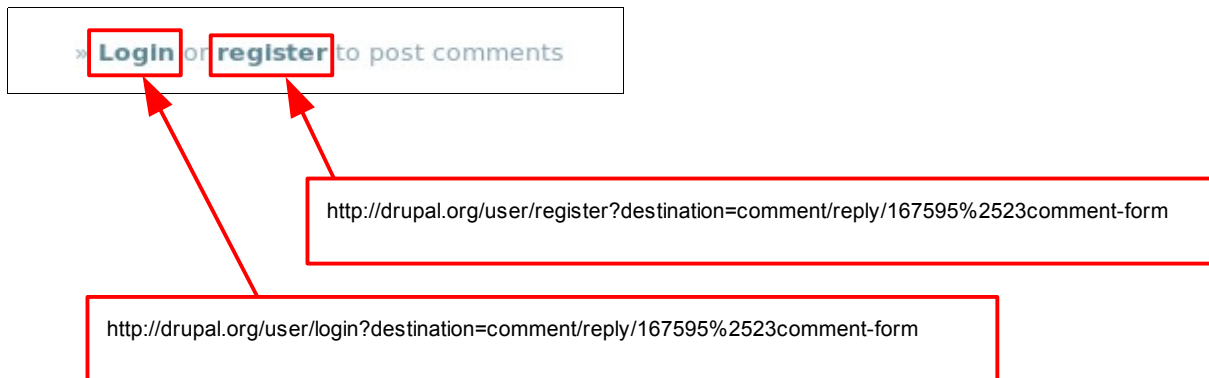 » Login or register to post comments
http://drupal.org/user/register?destination=comment/reply/167595%2523comment-form
http://drupal.org/user/login?destination=comment/reply/167595%2523comment-form